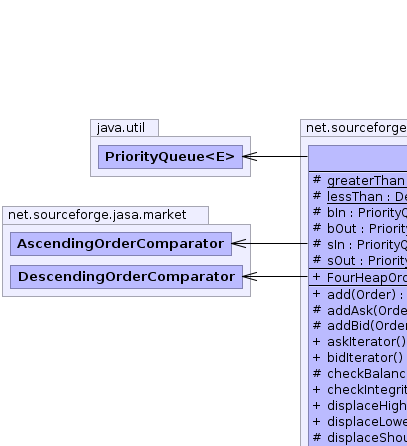 java.util
PriorityQueue<E>
net.sourceforge.jasa.market
AscendingOrderComparator
DescendingOrderComparator
net.sourceforge
# greaterThan
# lessThan : De
# bIn : PriorityQ
# bOut : Priority
# sIn : PriorityQ
# sOut : Priority
+ FourHeapOrd
+ add(Order) :
# addAsk(Orde
# addBid(Order
+ askIterator()
+ bidIterator()
# checkBalanc
+ checkIntegrit
+ displaceHigh
+ displaceLowe
# displaceShou